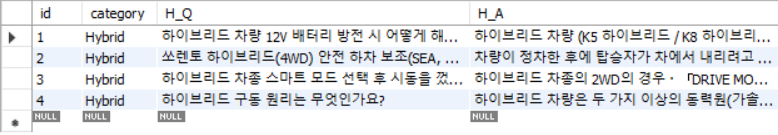 id category H_Q H_A
1 Hybrid 하이브리드 차량 12V 배터리 방전 시 어떻게 해... 하이브리드 차량 (K5 하이브리드 / K8 하이브리...
2 Hybrid 쏘렌토 하이브리드(4WD) 안전 하차 보조(SEA, ... 차량이 정차한 후에 탑승자가 차에서 내리려고 ...
3 Hybrid 하이브리드 차종 스마트 모드 선택 후 시동을 껐... 하이브리드 차종의 2WD의 경우· 「DRIVE MO...
4 Hybrid 하이브리드 구동 원리는 무엇인가요? 하이브리드 차량은 두 가지 이상의 동력원(가솔...
NULL NULL NULL NULL